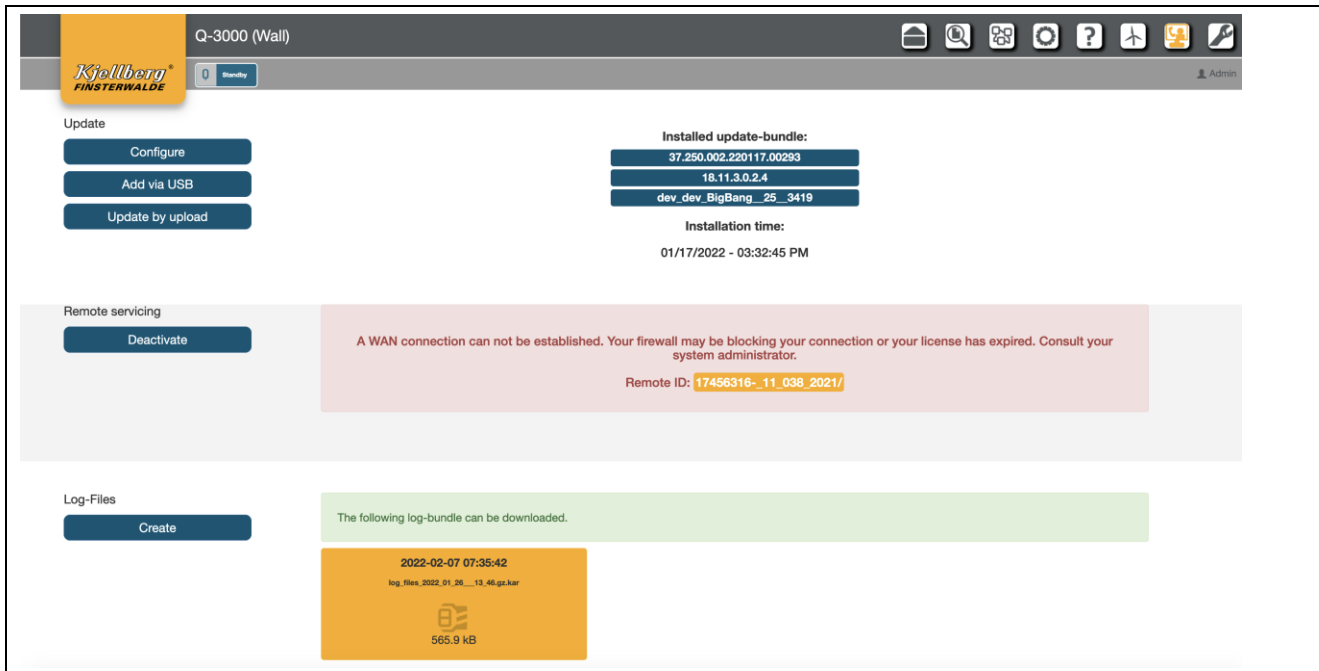 Q-3000 (Wall)
Kjellberg®
FINSTERWALDE
Standby
Admin
Update
Configure
Add via USB
Update by upload
Installed update-bundle:
37.250.002.220117.00293
18.11.3.0.2.4
dev_dev_BigBang__25__3419
Installation time:
01/17/2022 - 03:32:45 PM
Remote servicing
Deactivate
A WAN connection can not be established. Your firewall may be blocking your connection or your license has expired. Consult your
system administrator.
Remote ID: 17456316-_11_038_2021/
Log-Files
Create
The following log-bundle can be downloaded.
2022-02-07 07:35:42
log_files_2022_01_26___13_46.gz.kar
565.9 kB